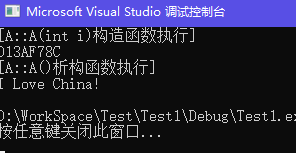 Microsoft Visual Studio 调试控制台
[A::A(int i)构造函数执行]
013AF78C
[A::A()析构函数执行]
I Love China!
D:\WorkSpace\Test\Test1\Debug\Test1.ex
按任意键关闭此窗口...